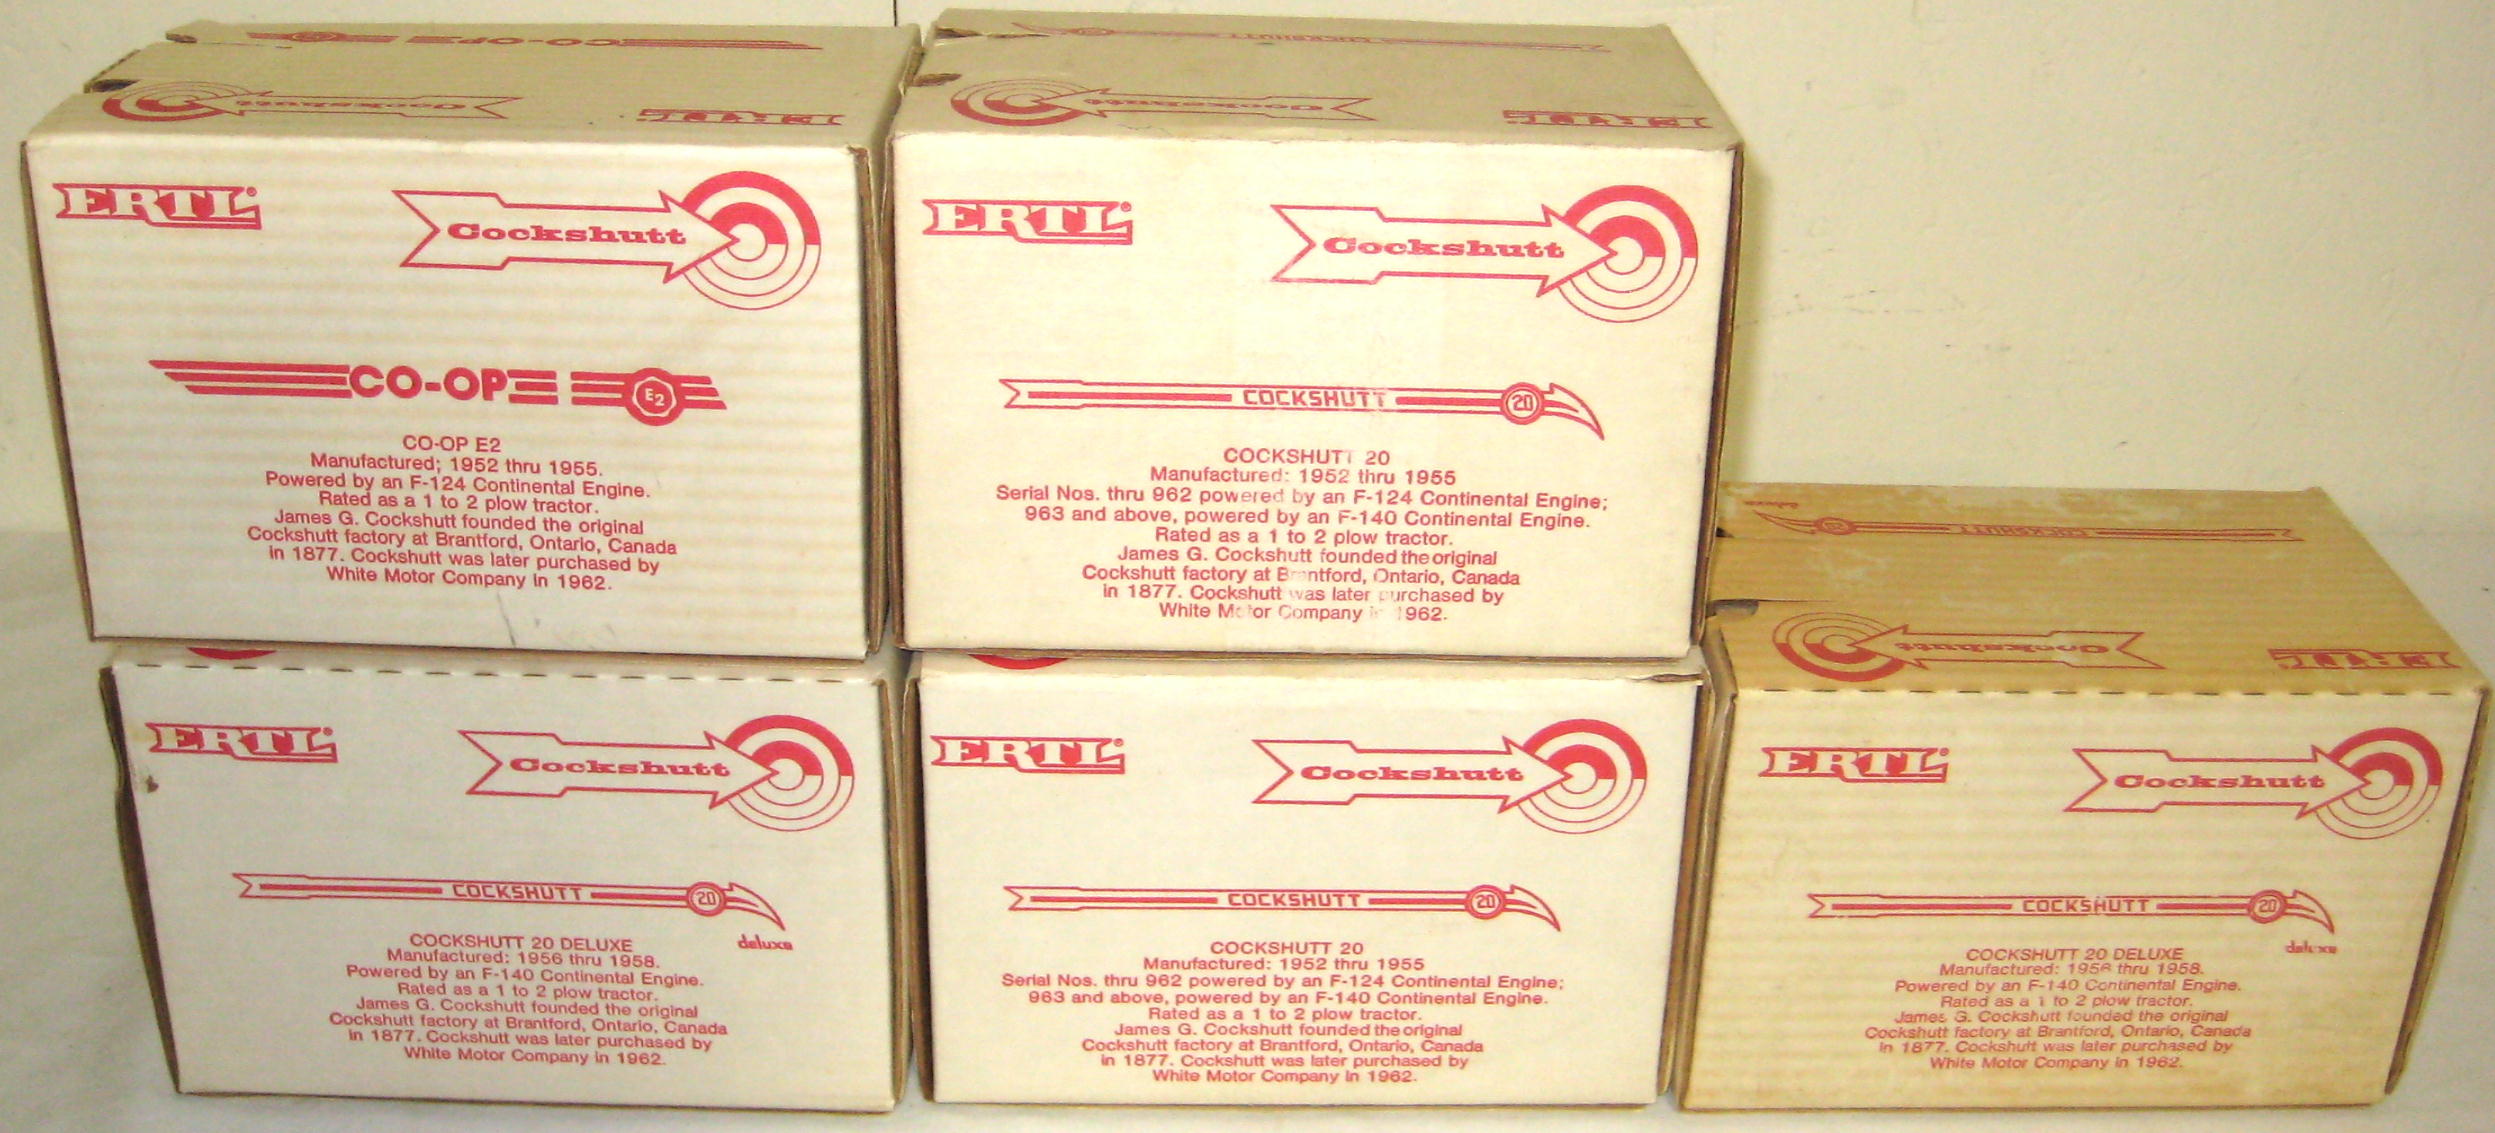 CO-OP
Cockshutt
ERTL
COCKSHUTT
Cockshutt
ERTL
ERTL®
Cockshutt
CO-OP E2
CO-OP E2
Manufactured; 1952 thru 1955.
Powered by an F-124 Continental Engine.
Rated as a 1 to 2 plow tractor.
James G. Cockshutt founded the original
Cockshutt factory at Brantford, Ontario, Canada
in 1877. Cockshutt was later purchased by
White Motor Company in 1962.
ERTL®
Cockshutt
COCKSHUTT 20
COCKSHUTT 20
Manufactured: 1952 thru 1955
Serial Nos. thru 962 powered by an F-124 Continental Engine;
963 and above, powered by an F-140 Continental Engine.
Rated as a 1 to 2 plow tractor.
James G. Cockshutt founded the original
Cockshutt factory at Brantford, Ontario, Canada
in 1877. Cockshutt was later purchased by
White Motor Company in 1962.
ERTL®
Cockshutt
COCKSHUTT 20
deluxe
COCKSHUTT 20 DELUXE
Manufactured: 1956 thru 1958.
Powered by an F-140 Continental Engine.
Rated as a 1 to 2 plow tractor.
James G. Cockshutt founded the original
Cockshutt factory at Brantford, Ontario, Canada
in 1877. Cockshutt was later purchased by
White Motor Company in 1962.
ERTL®
Cockshutt
COCKSHUTT 20
COCKSHUTT 20
Manufactured: 1952 thru 1955
Serial Nos. thru 962 powered by an F-124 Continental Engine;
963 and above, powered by an F-140 Continental Engine.
Rated as a 1 to 2 plow tractor.
James G. Cockshutt founded the original
Cockshutt factory at Brantford, Ontario, Canada
in 1877. Cockshutt was later purchased by
White Motor Company in 1962.
deluxe
COCKSHUTT 20
Cockshutt
ERTL
ERTL®
Cockshutt
COCKSHUTT 20
deluxe
COCKSHUTT 20 DELUXE
Manufactured: 1956 thru 1958.
Powered by an F-140 Continental Engine.
Rated as a 1 to 2 plow tractor.
James G. Cockshutt founded the original
Cockshutt factory at Brantford, Ontario, Canada
in 1877. Cockshutt was later purchased by
White Motor Company in 1962.